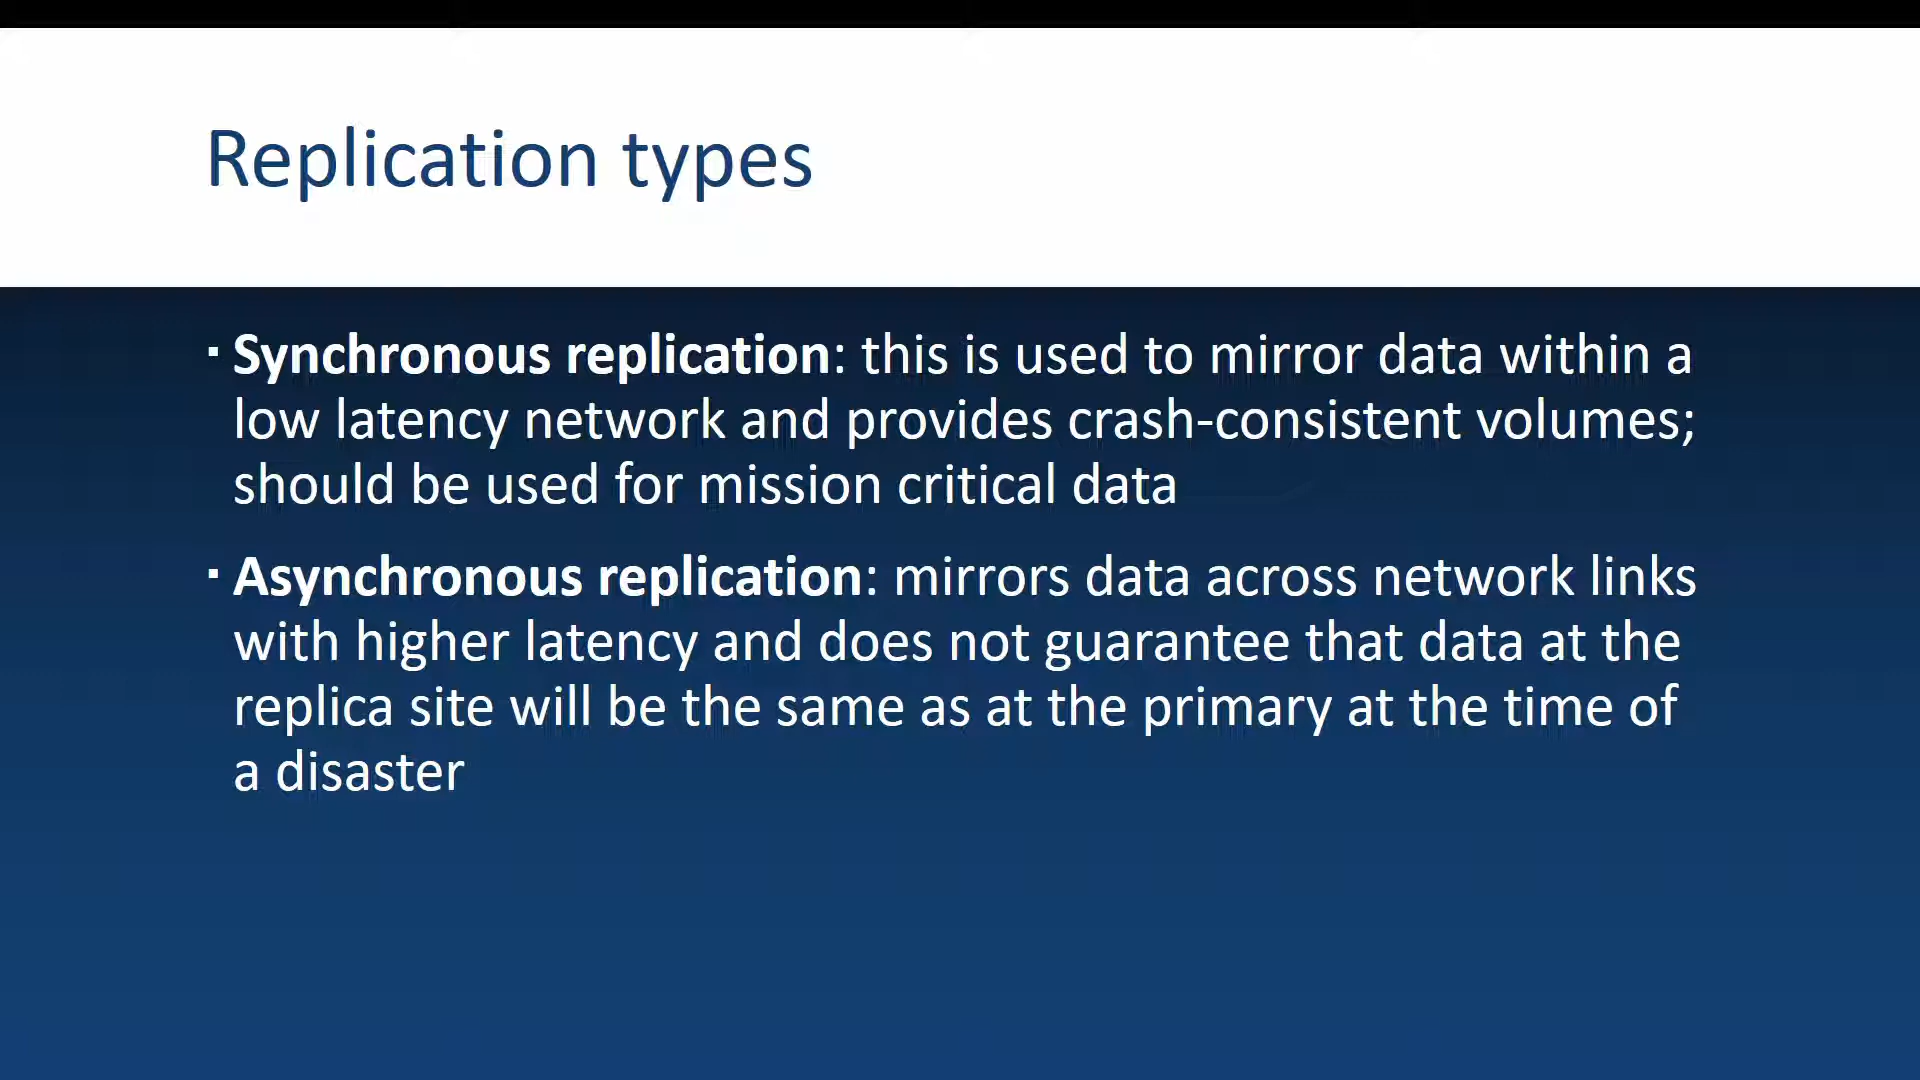 Replication types
▪ Synchronous replication: this is used to mirror data within a
low latency network and provides crash-consistent volumes;
should be used for mission critical data
▪ Asynchronous replication: mirrors data across network links
with higher latency and does not guarantee that data at the
replica site will be the same as at the primary at the time of
a disaster